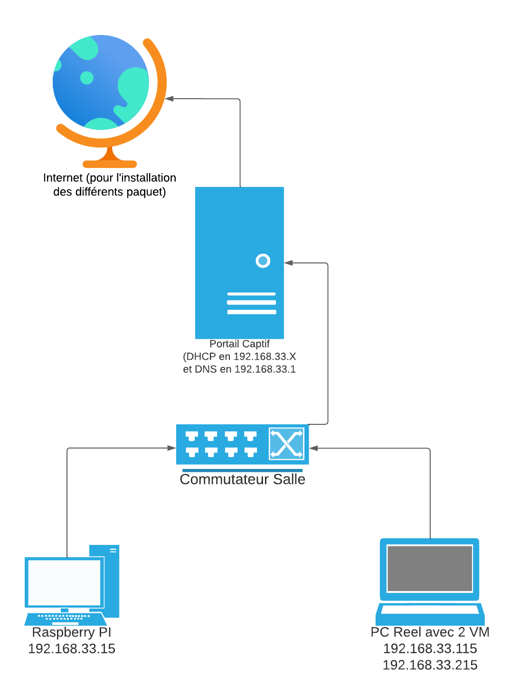 Internet (pour l'installation
des différents paquet)
Portail Captif
(DHCP en 192.168.33.X
et DNS en 192.168.33.1
Commutateur Salle
Raspberry PI
192.168.33.15
PC Reel avec 2 VM
192.168.33.115
192.168.33.215